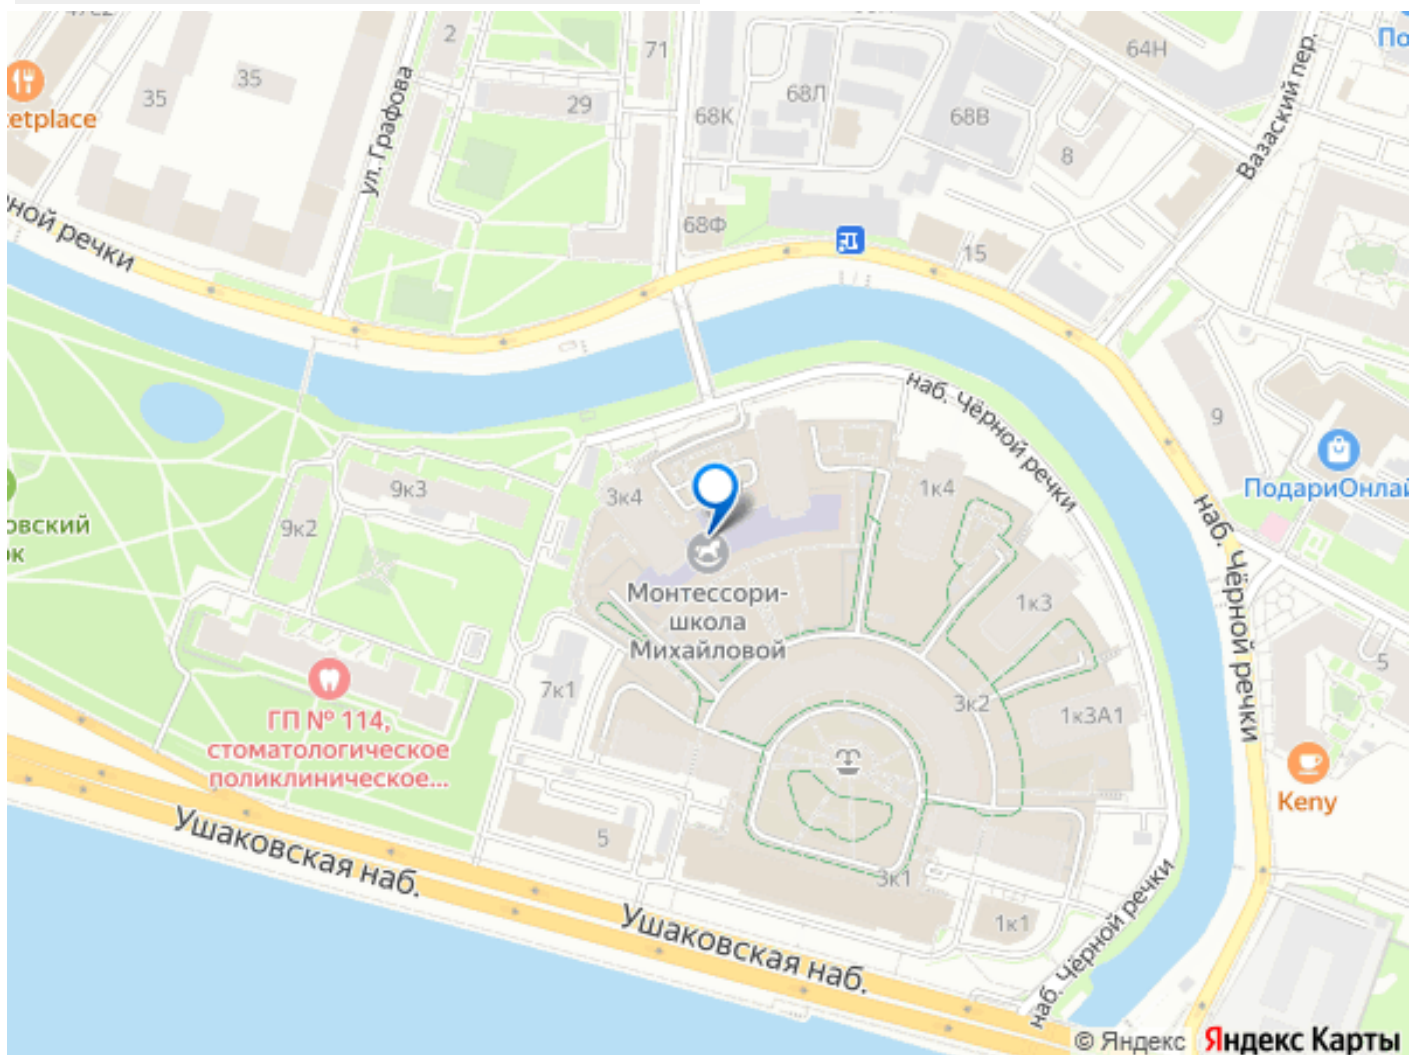 2
71
64Н
35
35
29
68К
68Л
68В
8
etplace
ул. Графова
Вазаский пер.
68Ф
15
ной речки
наб. Чёрной речки
9
ПодариОнлай
9к3
3к4
1к4
наб. Чёрной речки
овский
ок
9к2
Монтессори-
школа
Михайловой
1к3
5
7к1
3к2
1к3А1
ГП № 114,
стоматологическое
поликлиническое...
Keny
Ушаковская наб.
5
3к1
1к1
Ушаковская наб.
наб. Чёрной речки
© Яндекс
Яндекс Карты